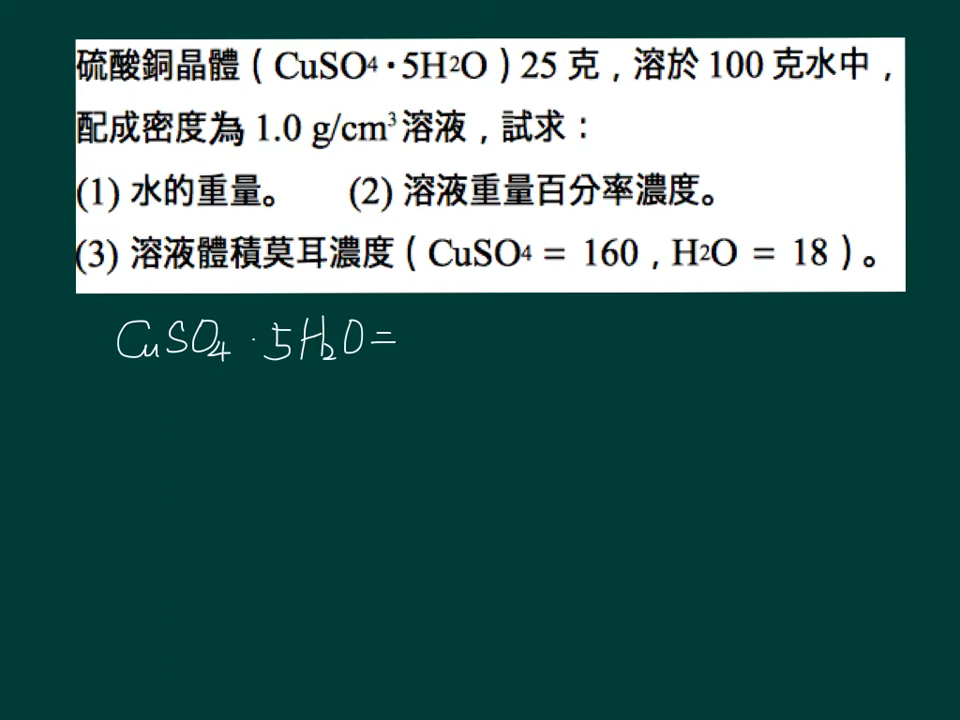 硫酸銅晶體(CuSO4·5H2O)25 克,溶於 100 克水中,
配成密度為 1.0 g/cm³ 溶液,試求:
(1) 水的重量。 (2) 溶液重量百分率濃度。
(3) 溶液體積莫耳濃度(CuSO4 = 160,H2O = 18)。
CuSO4·5H2O=